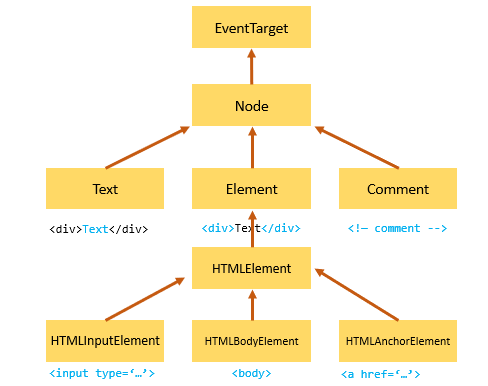 EventTarget
Node
Text Element Comment
<div>Text</div> <div>Text</div> <!— comment -->
HTMLElement
HTMLInputElement HTMLBodyElement HTMLAnchorElement
<input type=‘…’> <body> <a href=‘…’>